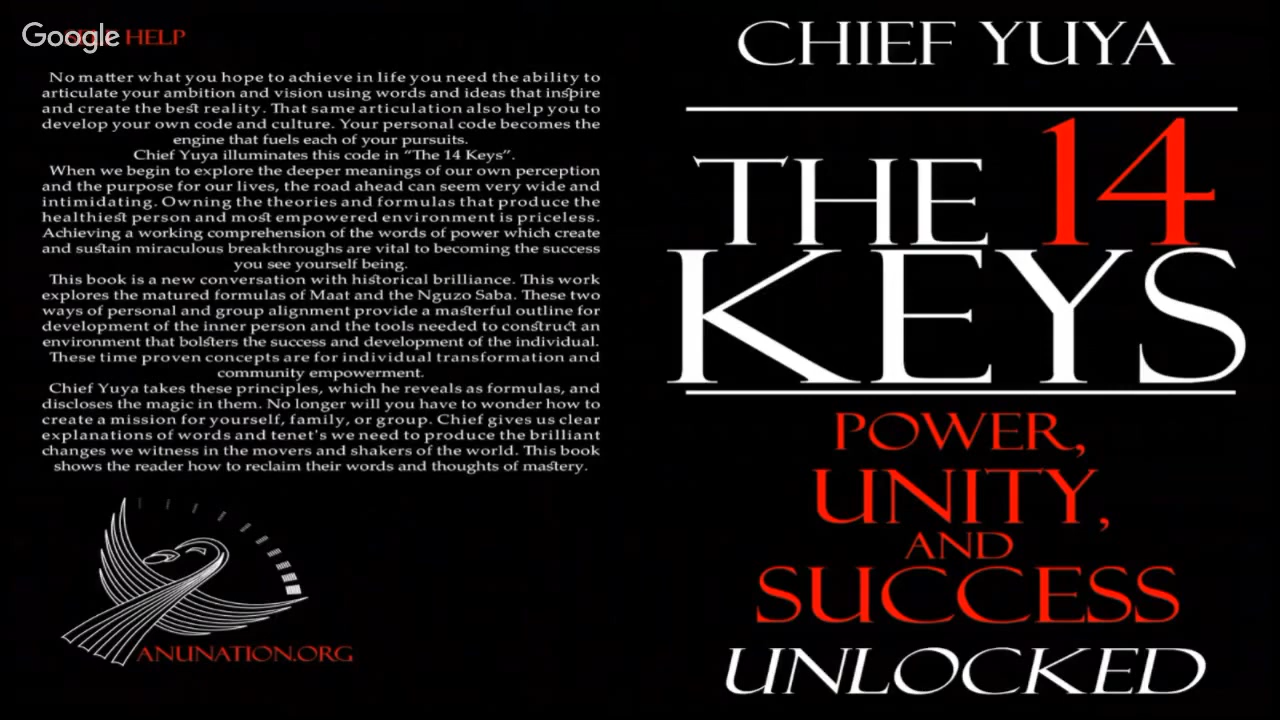 Google
HELP
No matter what you hope to achieve in life you need the ability to
articulate your ambition and vision using words and ideas that inspire
and create the best reality. That same articulation also help you to
develop your own code and culture. Your personal code becomes the
engine that fuels each of your pursuits.
Chief Yuya illuminates this code in “The 14 Keys”.
When we begin to explore the deeper meanings of our own perception
and the purpose for our lives, the road ahead can seem very wide and
intimidating. Owning the theories and formulas that produce the
healthiest person and most empowered environment is priceless.
Achieving a working comprehension of the words of power which create
and sustain miraculous breakthroughs are vital to becoming the success
you see yourself being.
This book is a new conversation with historical brilliance. This work
explores the matured formulas of Maat and the Nguzo Saba. These two
ways of personal and group alignment provide a masterful outline for
development of the inner person and the tools needed to construct an
environment that bolsters the success and development of the individual.
These time proven concepts are for individual transformation and
community empowerment.
Chief Yuya takes these principles, which he reveals as formulas, and
discloses the magic in them. No longer will you have to wonder how to
create a mission for yourself, family, or group. Chief gives us clear
explanations of words and tenet's we need to produce the brilliant
changes we witness in the movers and shakers of the world. This book
shows the reader how to reclaim their words and thoughts of mastery.
ANUNATION.ORG
CHIEF YUYA
THE 14
KEYS
POWER,
UNITY,
AND
SUCCESS
UNLOCKED